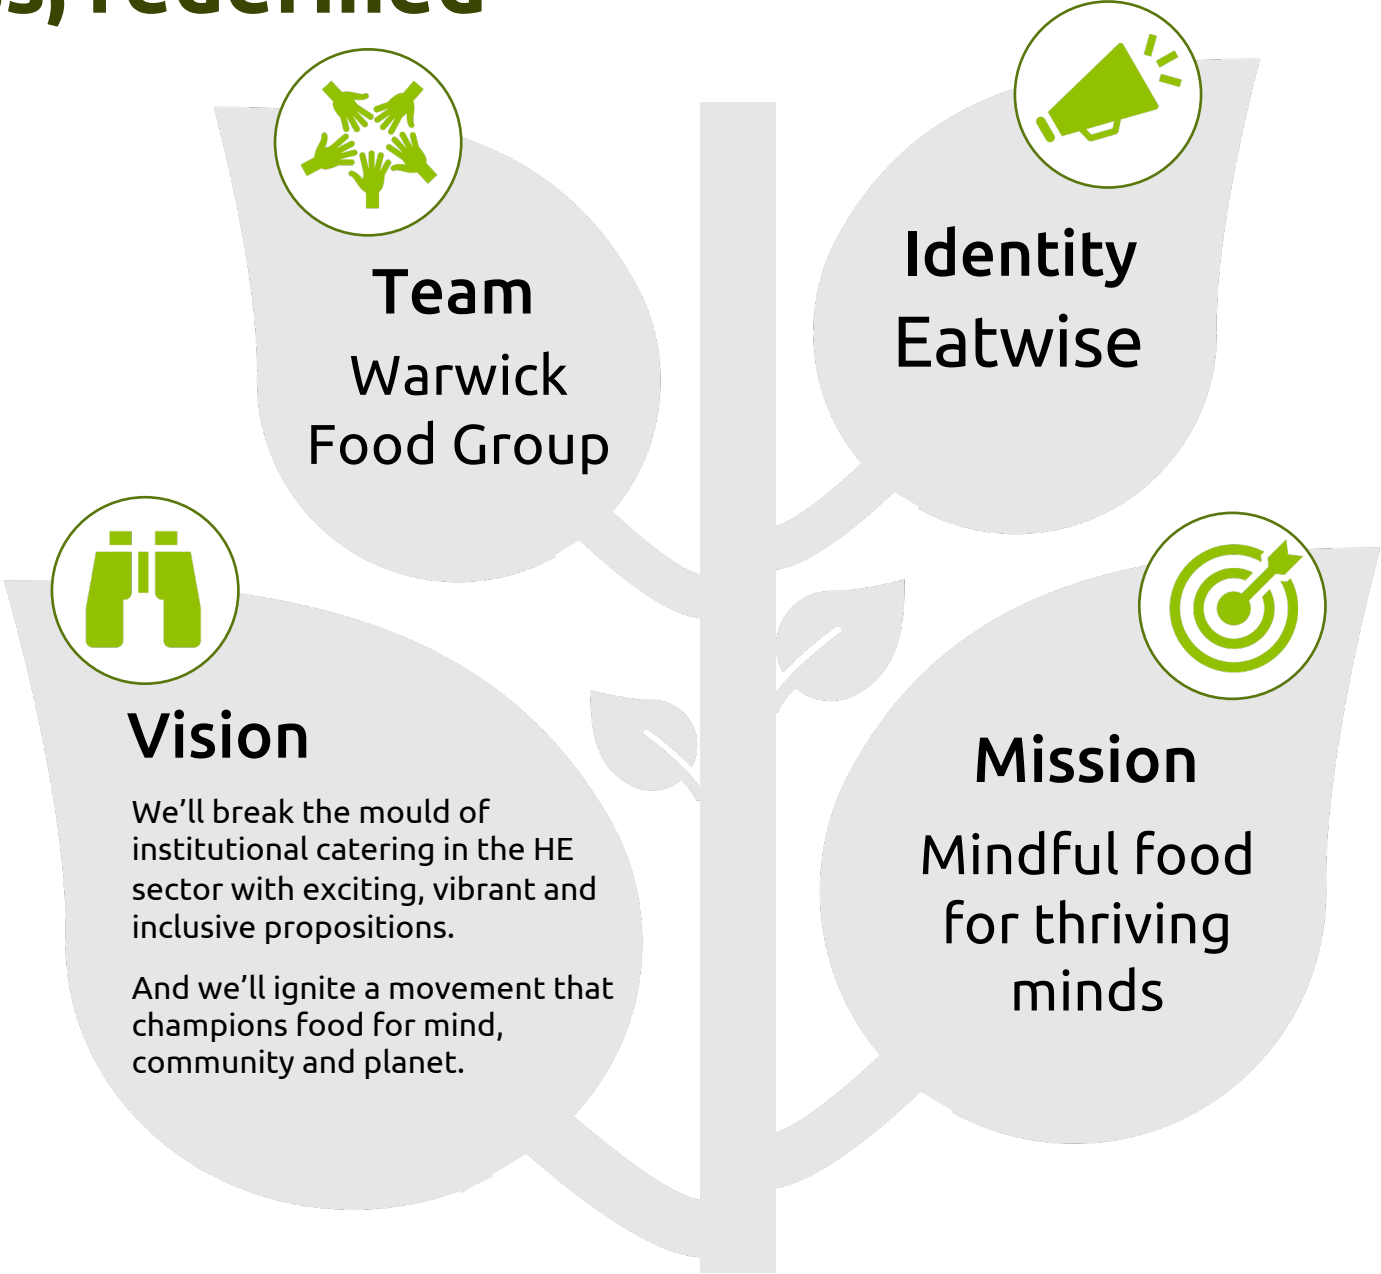 redefined
Team
Warwick
Food Group
Identity
Eatwise
Vision
We'll break the mould of
institutional catering in the HE
sector with exciting, vibrant and
inclusive propositions.
And we'll ignite a movement that
champions food for mind,
community and planet.
Mission
Mindful food
for thriving
minds